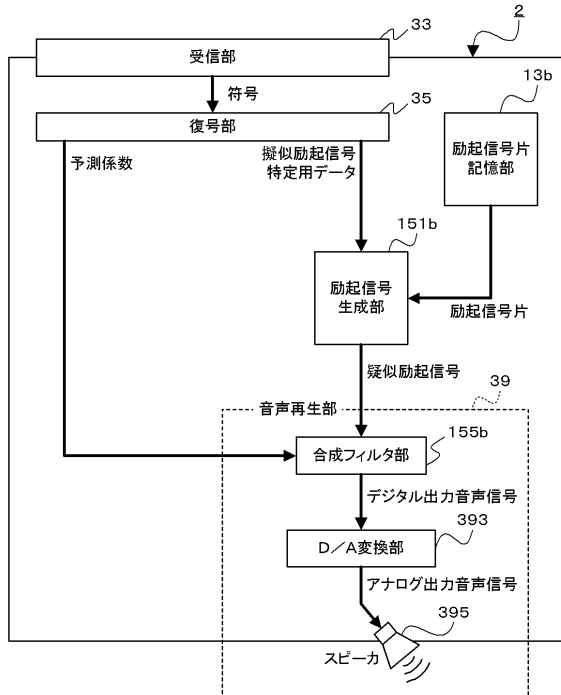 33
2
受信部
符号
35
13b
復号部
予測係数
擬似励起信号
特定用データ
励起信号片
記憶部
151b
励起信号
生成部
励起信号片
疑似励起信号
39
音声再生部
155b
合成フィルタ部
デジタル出力音声信号
393
D/A変換部
アナログ出力音声信号
395
スピーカ